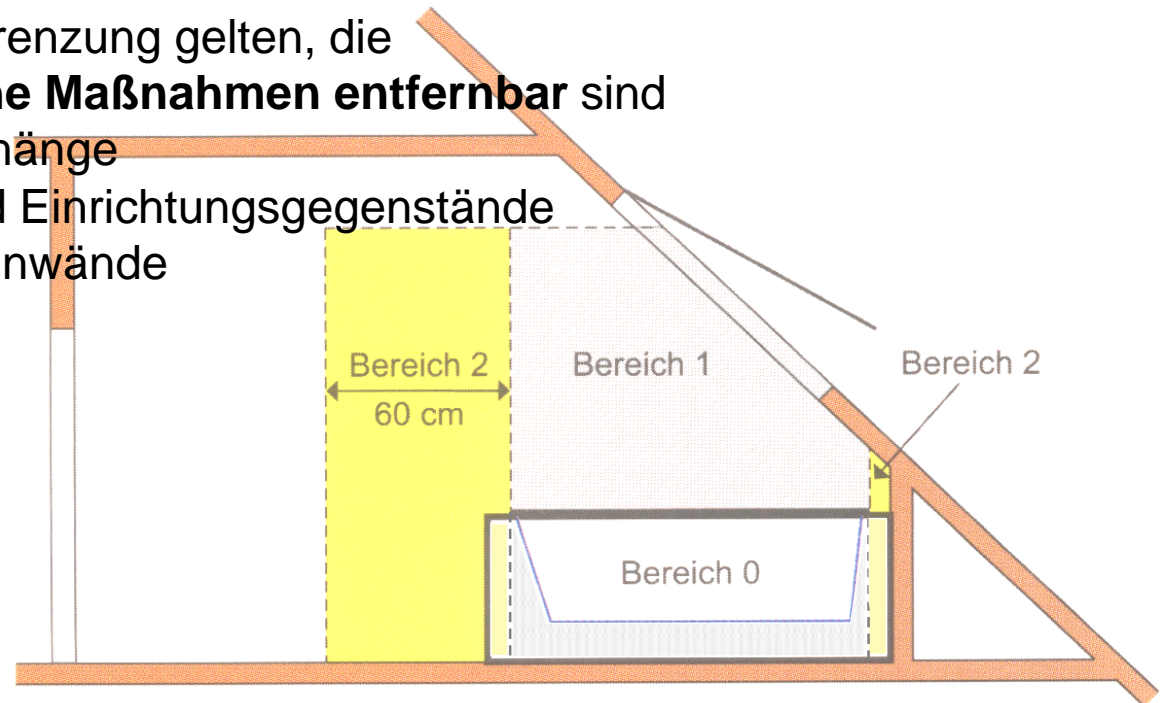 renzung gelten, die
ne Maßnahmen entfernbar sind
hänge
d Einrichtungsgegenstände
nwände
Bereich 2
60 cm
Bereich 1
Bereich 2
Bereich 0